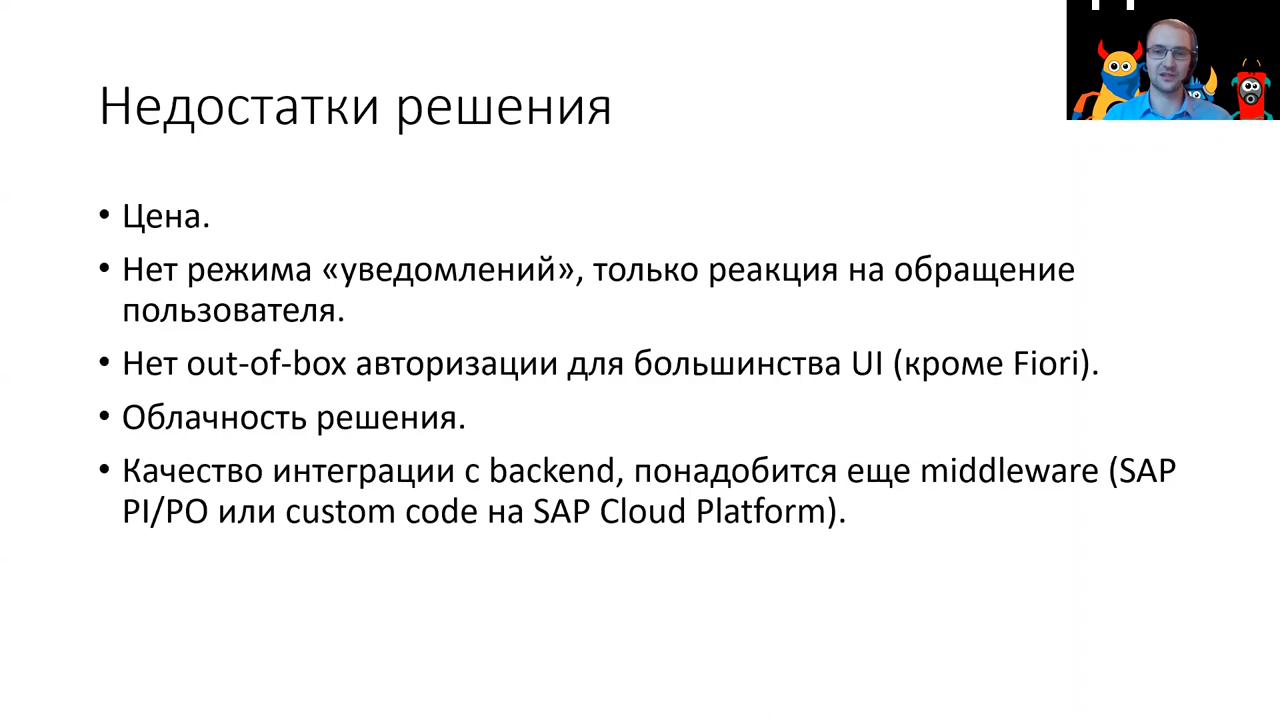 Недостатки решения
• Цена.
• Нет режима «уведомлений», только реакция на обращение
пользователя.
• Нет out-of-box авторизации для большинства UI (кроме Fiori).
• Облачность решения.
• Качество интеграции с backend, понадобится еще middleware (SAP
PI/PO или custom code на SAP Cloud Platform).